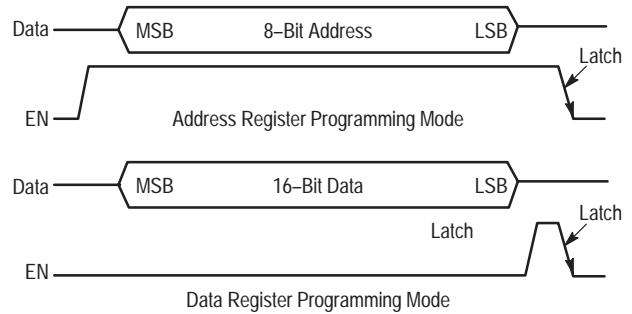 Data MSB 8–Bit Address LSB
Latch
EN Address Register Programming Mode
Data MSB 16–Bit Data LSB
Latch Latch
EN
Data Register Programming Mode